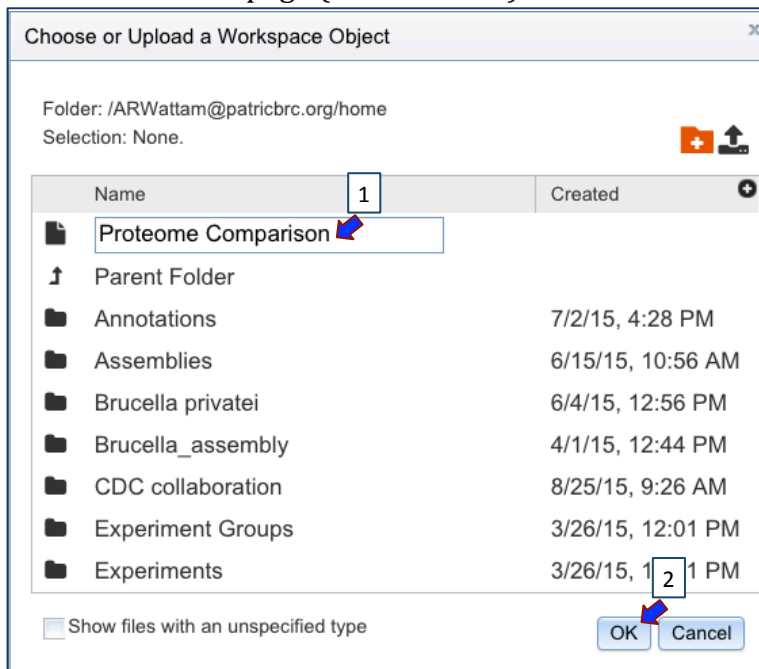 Choose or Upload a Workspace Object x
Folder: /ARWattam@patricbrc.org/home
Selection: None.
Name 1 Created
Proteome Comparison
Parent Folder
Annotations 7/2/15, 4:28 PM
Assemblies 6/15/15, 10:56 AM
Brucella privatei 6/4/15, 12:56 PM
Brucella_assembly 4/1/15, 12:44 PM
CDC collaboration 8/25/15, 9:26 AM
Experiment Groups 3/26/15, 12:01 PM
Experiments 3/26/15, 1 2 1 PM
Show files with an unspecified type OK Cancel